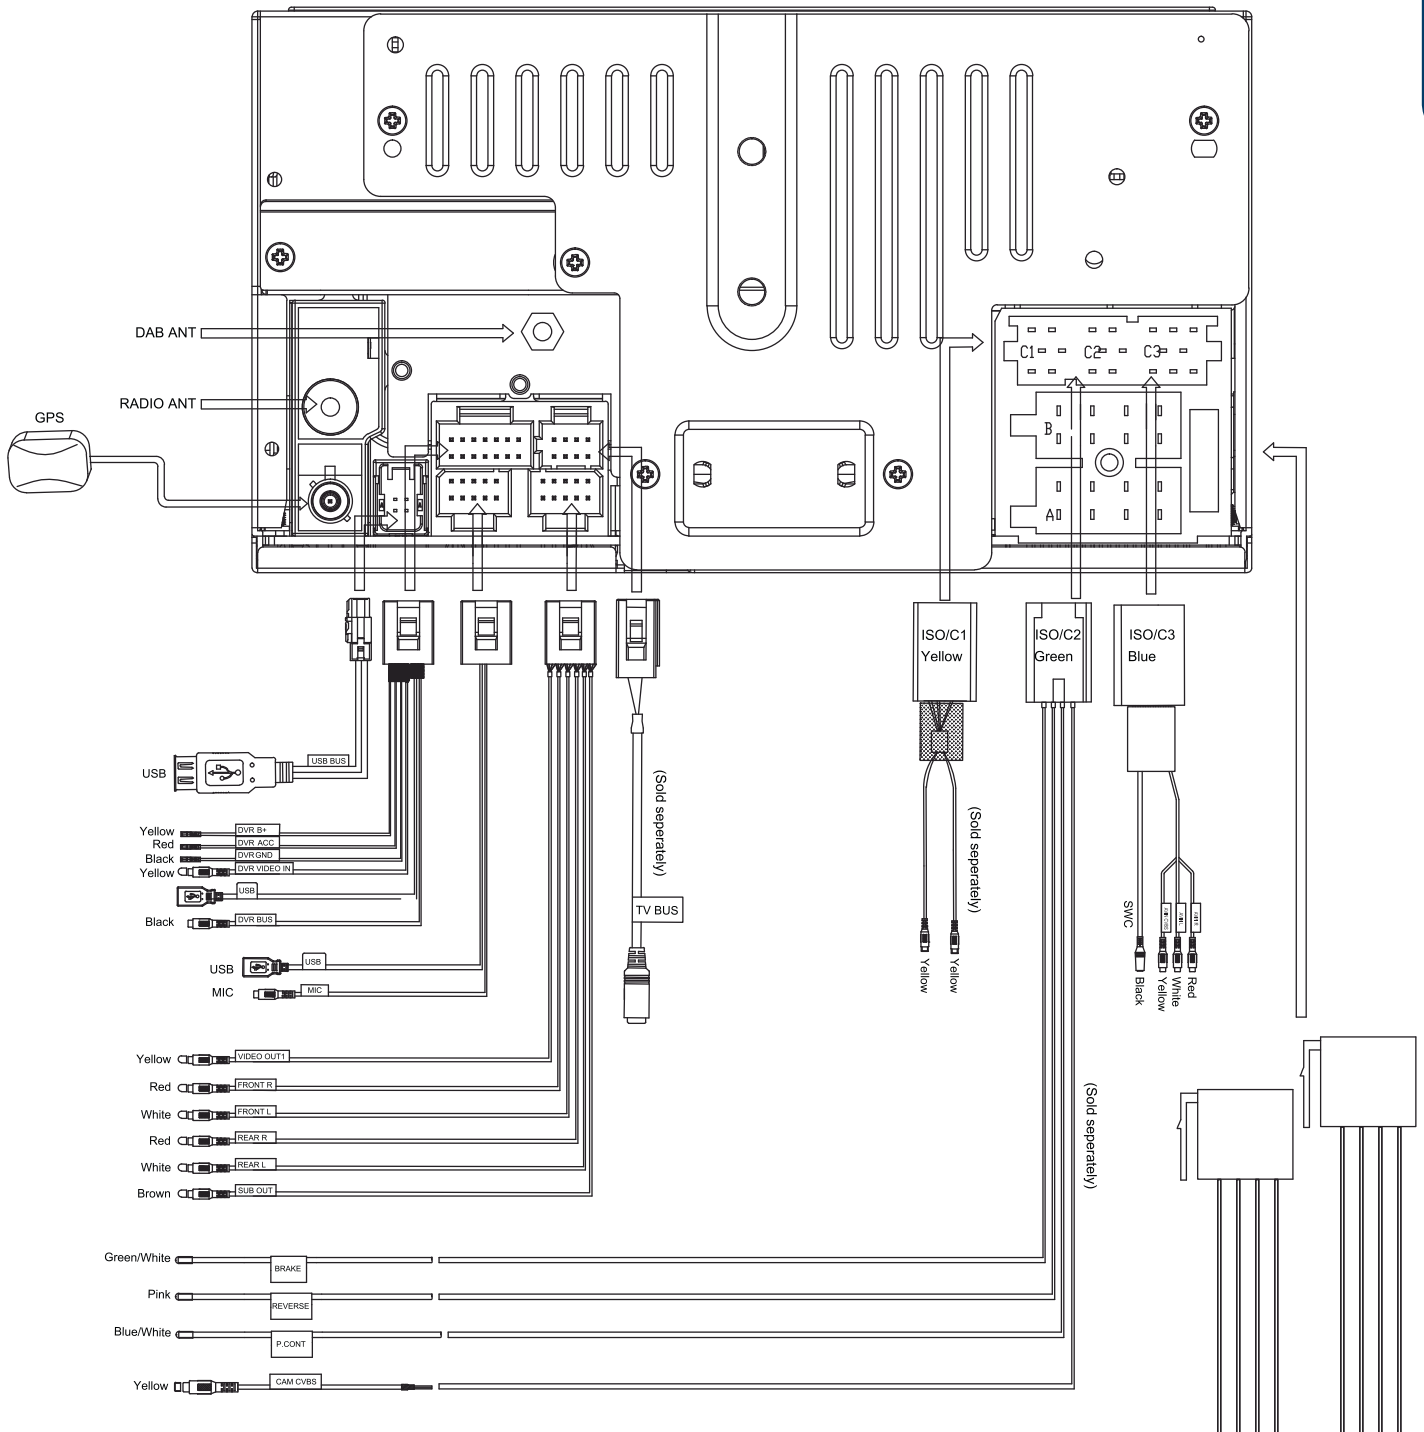 DAB ANT
C1
C2
C3
RADIO ANT
GPS
B
A
ISO/C1
Yellow
ISO/C2
Green
ISO/C3
Blue
USB
USB BUS
(Sold seperately)
(Sold seperately)
Yellow
DVR B+
Red
DVR ACC
Black
DVR GND
Yellow
DVR VIDEO IN
USB
Black
DVR BUS
TV BUS
SWC
USB
USB
MIC
MIC
Yellow
Yellow
Black
Yellow
White
Red
Yellow
VIDEO OUT1
Red
FRONT R
White
FRONT L
Red
REAR R
White
REAR L
Brown
SUB OUT
(Sold seperately)
Green/White
BRAKE
Pink
REVERSE
Blue/White
P.CONT
Yellow
CAM CVBS